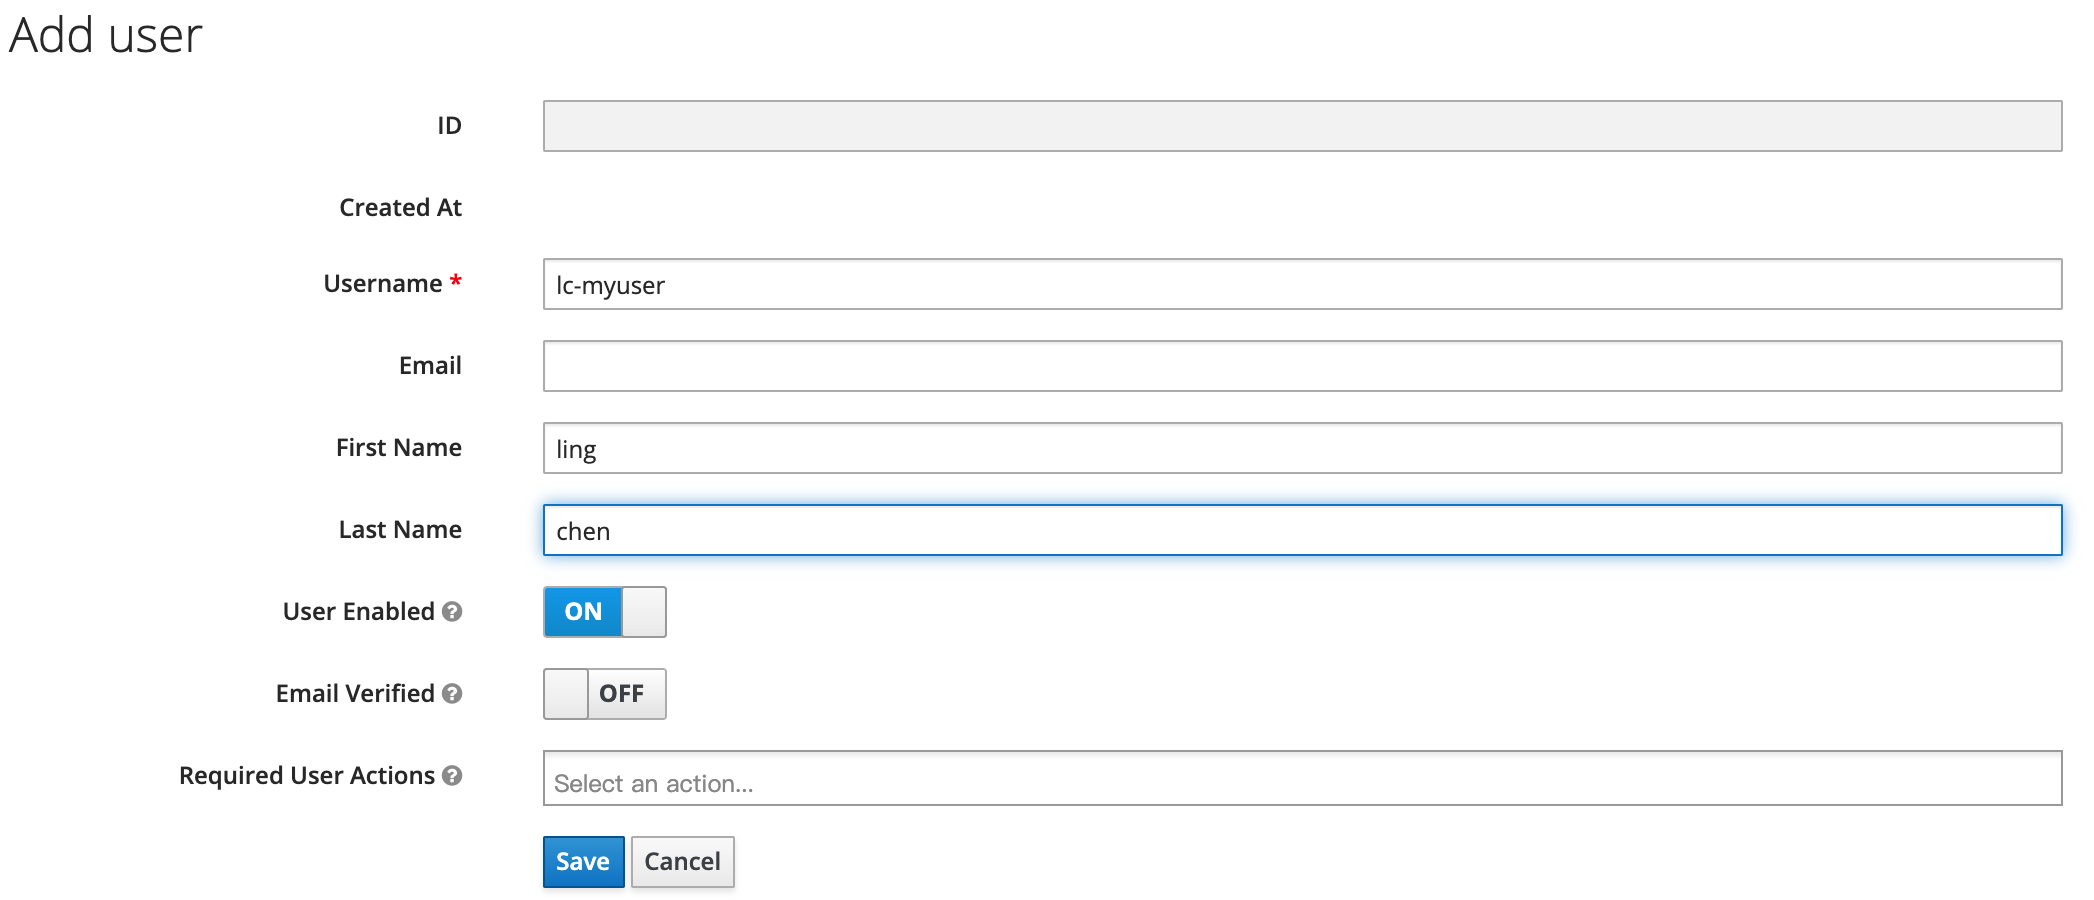 Add user
ID
Created At
Username *
lc-myuser
Email
First Name
ling
Last Name
chen
User Enabled
ON
Email Verified
OFF
Required User Actions
Select an action...
Save Cancel